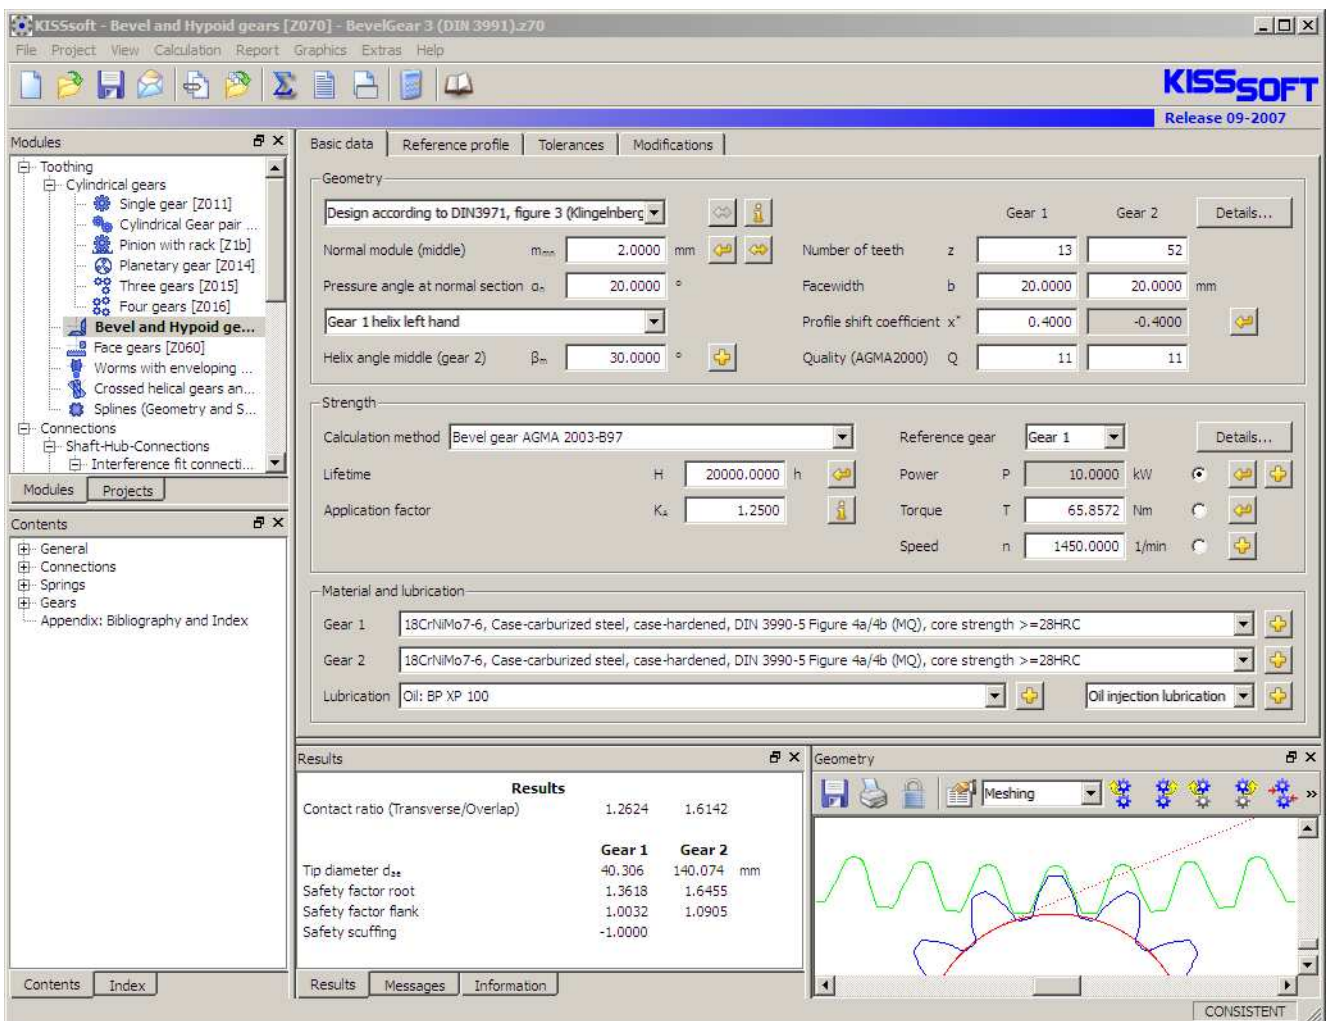 KISSsoft - Bevel and Hypoid gears [Z070] - BevelGear 3 (DIN 3991).z70
File Project View Calculation Report Graphics Extras Help
KISSSOFT
Release 09-2007
Modules
Toothing
Cylindrical gears
Single gear [Z011]
Cylindrical Gear pair ...
Pinion with rack [Z1b]
Planetary gear [Z014]
Three gears [Z015]
Four gears [Z016]
Bevel and Hypoid ge...
Face gears [Z060]
Worms with enveloping ...
Crossed helical gears an...
Splines (Geometry and S...
Connections
Shaft-Hub-Connections
Interference fit connecti...
Modules Projects
Contents
General
Connections
Springs
Gears
Appendix: Bibliography and Index
Contents Index
Basic data Reference profile Tolerances Modifications
Geometry
Design according to DIN3971, figure 3 (Klingelnberg Gear 1 Gear 2 Details...
Normal module (middle) mₘₙ 2.0000 mm Number of teeth z 13 52
Pressure angle at normal section αₙ 20.0000 ° Facewidth b 20.0000 20.0000 mm
Gear 1 helix left hand Profile shift coefficient x* 0.4000 -0.4000
Helix angle middle (gear 2) βₘ 30.0000 ° Quality (AGMA2000) Q 11 11
Strength
Calculation method Bevel gear AGMA 2003-B97 Reference gear Gear 1 Details...
Lifetime H 20000.0000 h Power P 10.0000 kW
Application factor Kₐ 1.2500 Torque T 65.8572 Nm
Speed n 1450.0000 1/min
Material and lubrication
Gear 1 18CrNiMo7-6, Case-carburized steel, case-hardened, DIN 3990-5 Figure 4a/4b (MQ), core strength >=28HRC
Gear 2 18CrNiMo7-6, Case-carburized steel, case-hardened, DIN 3990-5 Figure 4a/4b (MQ), core strength >=28HRC
Lubrication Oil: BP XP 100 Oil injection lubrication
Results
Results
Contact ratio (Transverse/Overlap) 1.2624 1.6142
Gear 1 Gear 2
Tip diameter dₐₑ 40.306 140.074 mm
Safety factor root 1.3618 1.6455
Safety factor flank 1.0032 1.0905
Safety scuffing -1.0000
Results Messages Information
Geometry
Meshing »
CONSISTENT